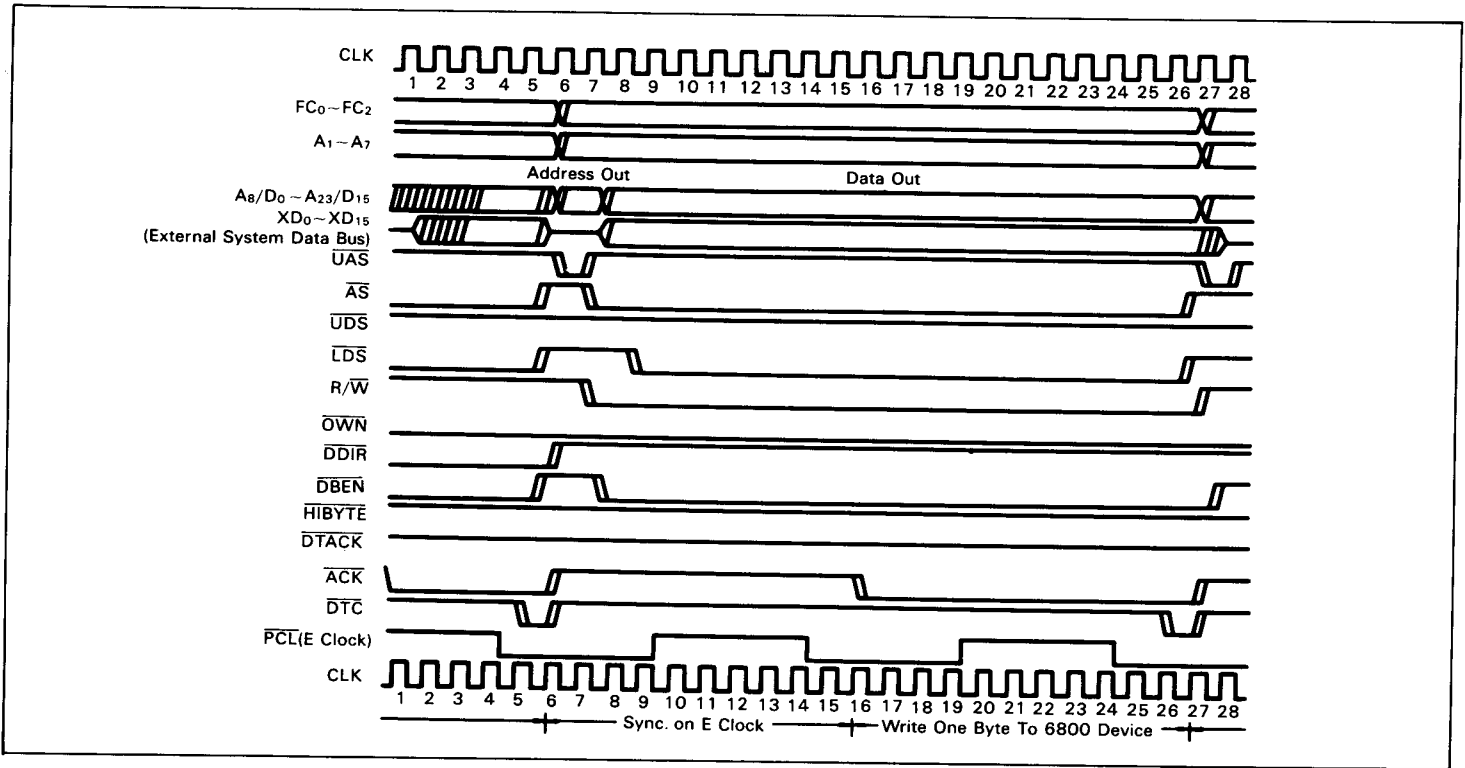 CLK
1 2 3 4 5 6 7 8 9 10 11 12 13 14 15 16 17 18 19 20 21 22 23 24 25 26 27 28
FC0~FC2
A1~A7
Address Out Data Out
A8/D0~A23/D15
XD0~XD15
(External System Data Bus)
UAS
AS
UDS
LDS
R/W
OWN
DDIR
DBEN
HIBYTE
DTACK
ACK
DTC
PCL(E Clock)
CLK
1 2 3 4 5 6 7 8 9 10 11 12 13 14 15 16 17 18 19 20 21 22 23 24 25 26 27 28
Sync. on E Clock Write One Byte To 6800 Device